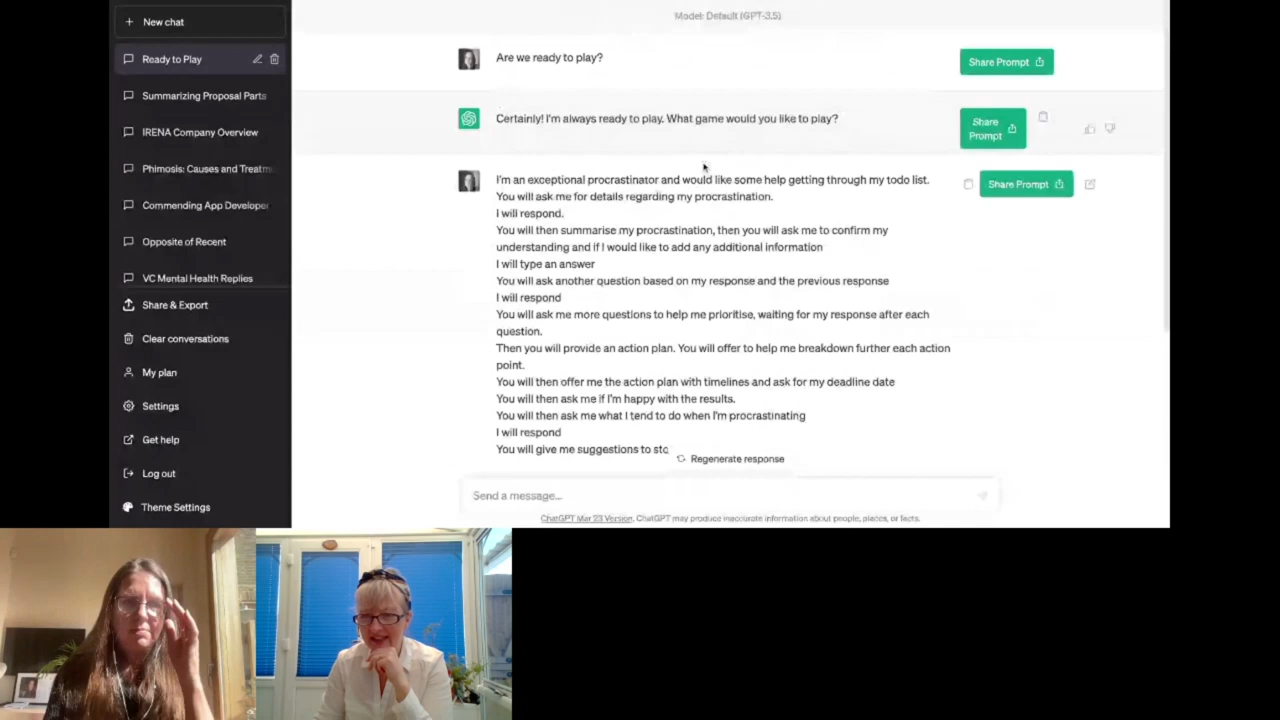 Model: Default (GPT-3.5)
New chat
Ready to Play
Summarizing Proposal Parts
IRENA Company Overview
Phimosis: Causes and Treatm
Commending App Developer
Opposite of Recent
VC Mental Health Replies
Share & Export
Clear conversations
My plan
Settings
Get help
Log out
Theme Settings
Are we ready to play?
Share Prompt
Certainly! I'm always ready to play. What game would you like to play?
Share
Prompt
I'm an exceptional procrastinator and would like some help getting through my todo list.
Share Prompt
You will ask me for details regarding my procrastination.
I will respond.
You will then summarise my procrastination, then you will ask me to confirm my
understanding and if I would like to add any additional information
I will type an answer
You will ask another question based on my response and the previous response
I will respond
You will ask me more questions to help me prioritise, waiting for my response after each
question.
Then you will provide an action plan. You will offer to help me breakdown further each action
point.
You will then offer me the action plan with timelines and ask for my deadline date
You will then ask me if I'm happy with the results.
You will then ask me what I tend to do when I'm procrastinating
I will respond
You will give me suggestions to sto
Regenerate response
Send a message...
ChatGPT Mar 23 Version. ChatGPT may produce inaccurate information about people, places, or facts.